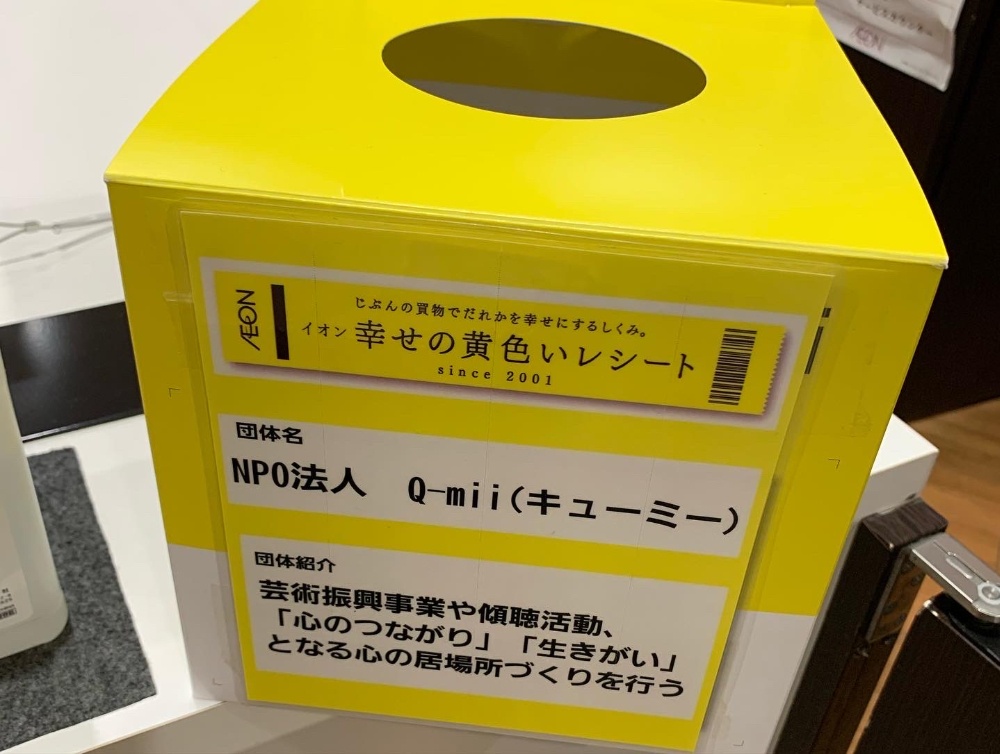 ÆON
じぶんの買物でだれかを幸せにするしくみ。
イオン 幸せの黄色いレシート
since 2001
団体名
NPO法人 Q-mii(キューミー)
団体紹介
芸術振興事業や傾聴活動、
「心のつながり」「生きがい」
となる心の居場所づくりを行う
ÆON